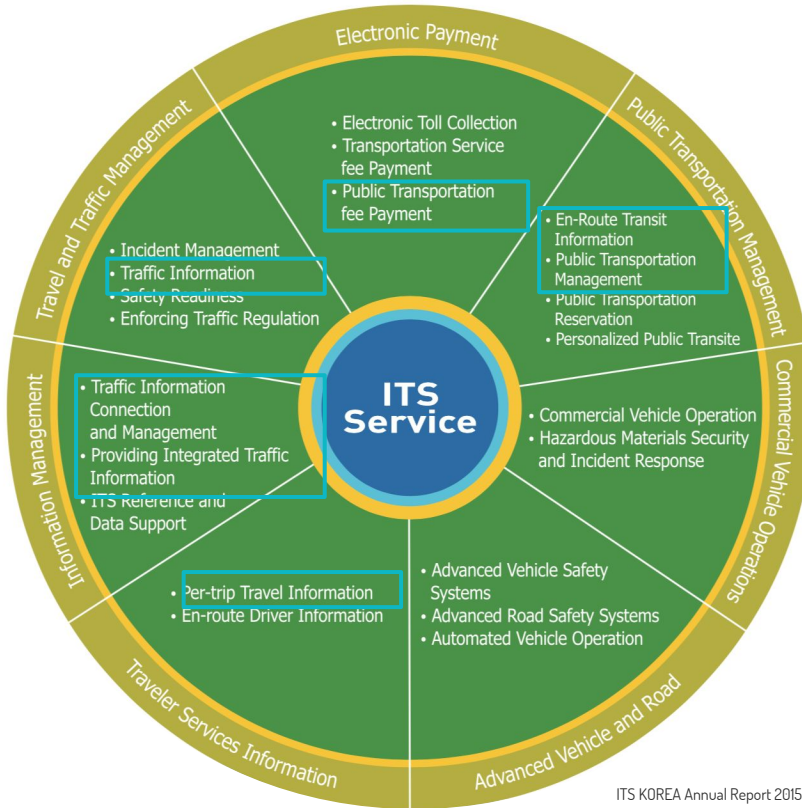 Electronic Payment
• Electronic Toll Collection
• Transportation Service
fee Payment
• Public Transportation
fee Payment
Public Transportation Management
• En-Route Transit
Information
• Public Transportation
Management
• Public Transportation
Reservation
• Personalized Public Transite
Travel and Traffic Management
• Incident Management
• Traffic Information
• Safety Readiness
• Enforcing Traffic Regulation
ITS
Service
Information Management
• Traffic Information
Connection
and Management
• Providing Integrated Traffic
Information
• ITS Reference and
Data Support
Commercial Vehicle Operations
• Commercial Vehicle Operation
• Hazardous Materials Security
and Incident Response
Traveler Services Information
• Per-trip Travel Information
• En-route Driver Information
Advanced Vehicle and Road
• Advanced Vehicle Safety
Systems
• Advanced Road Safety Systems
• Automated Vehicle Operation
ITS KOREA Annual Report 2015